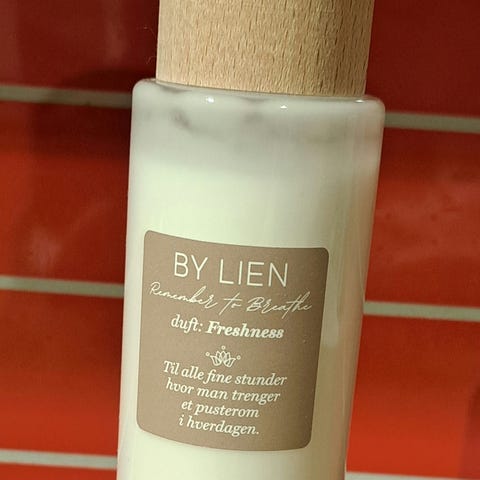 BY LIEN
Remember to Breathe
duft: Freshness
Til alle fine stunder
hvor man trenger
et pusterom
i hverdagen.